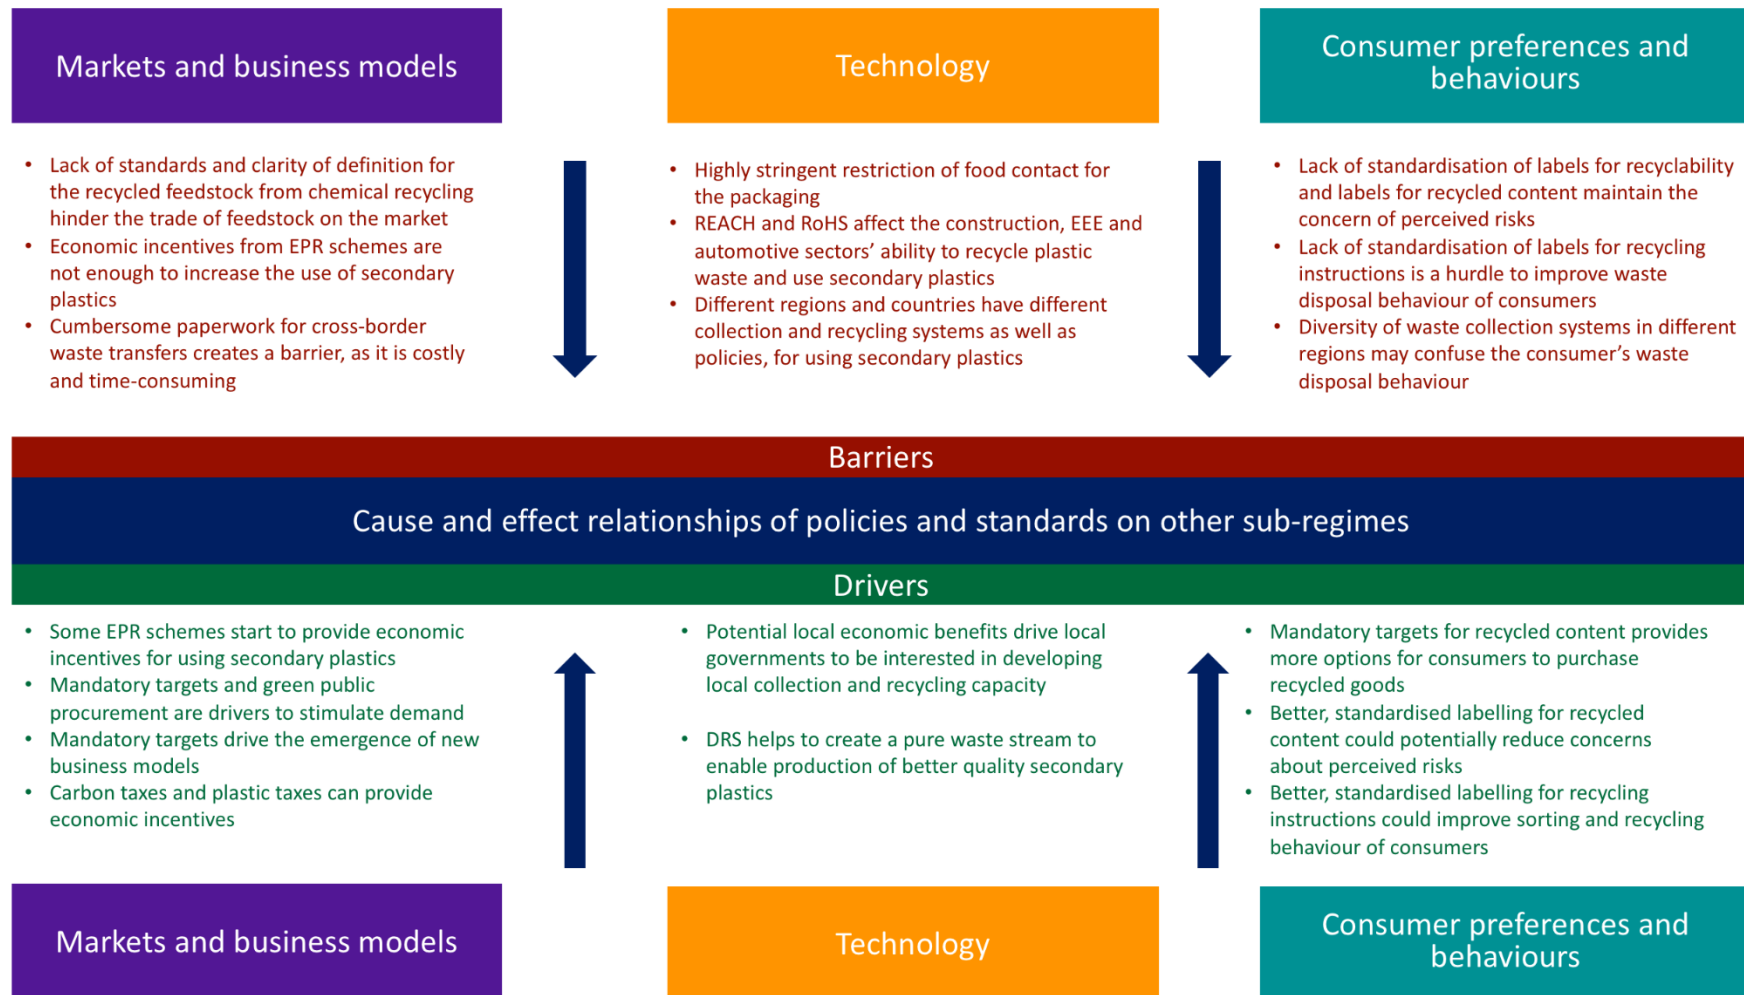 Markets and business models
Technology
Consumer preferences and
behaviours
• Lack of standards and clarity of definition for
the recycled feedstock from chemical recycling
hinder the trade of feedstock on the market
• Economic incentives from EPR schemes are
not enough to increase the use of secondary
plastics
• Cumbersome paperwork for cross-border
waste transfers creates a barrier, as it is costly
and time-consuming
• Highly stringent restriction of food contact for
the packaging
• REACH and RoHS affect the construction, EEE and
automotive sectors’ ability to recycle plastic
waste and use secondary plastics
• Different regions and countries have different
collection and recycling systems as well as
policies, for using secondary plastics
• Lack of standardisation of labels for recyclability
and labels for recycled content maintain the
concern of perceived risks
• Lack of standardisation of labels for recycling
instructions is a hurdle to improve waste
disposal behaviour of consumers
• Diversity of waste collection systems in different
regions may confuse the consumer’s waste
disposal behaviour
Barriers
Cause and effect relationships of policies and standards on other sub-regimes
Drivers
• Some EPR schemes start to provide economic
incentives for using secondary plastics
• Mandatory targets and green public
procurement are drivers to stimulate demand
• Mandatory targets drive the emergence of new
business models
• Carbon taxes and plastic taxes can provide
economic incentives
• Potential local economic benefits drive local
governments to be interested in developing
local collection and recycling capacity
• DRS helps to create a pure waste stream to
enable production of better quality secondary
plastics
• Mandatory targets for recycled content provides
more options for consumers to purchase
recycled goods
• Better, standardised labelling for recycled
content could potentially reduce concerns
about perceived risks
• Better, standardised labelling for recycling
instructions could improve sorting and recycling
behaviour of consumers
Markets and business models
Technology
Consumer preferences and
behaviours